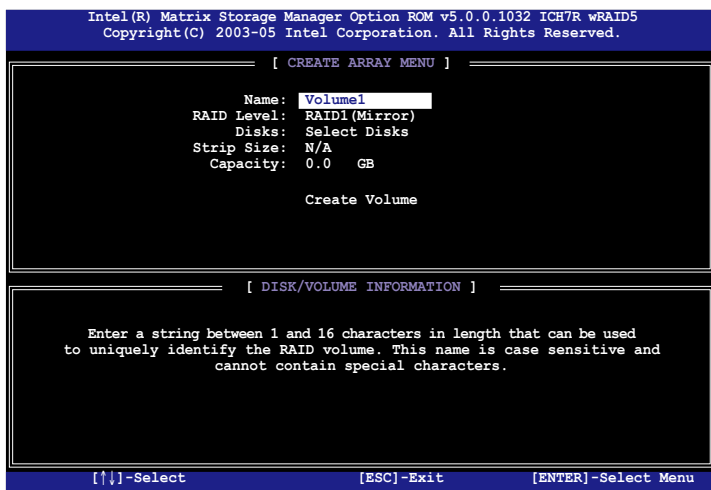 Intel(R) Matrix Storage Manager Option ROM v5.0.0.1032 ICH7R wRAID5
Copyright(C) 2003-05 Intel Corporation. All Rights Reserved.
[ CREATE ARRAY MENU ]
Name: Volume1
RAID Level: RAID1(Mirror)
Disks: Select Disks
Strip Size: N/A
Capacity: 0.0 GB
Create Volume
[ DISK/VOLUME INFORMATION ]
Enter a string between 1 and 16 characters in length that can be used
to uniquely identify the RAID volume. This name is case sensitive and
cannot contain special characters.
[↑↓]-Select [ESC]-Exit [ENTER]-Select Menu